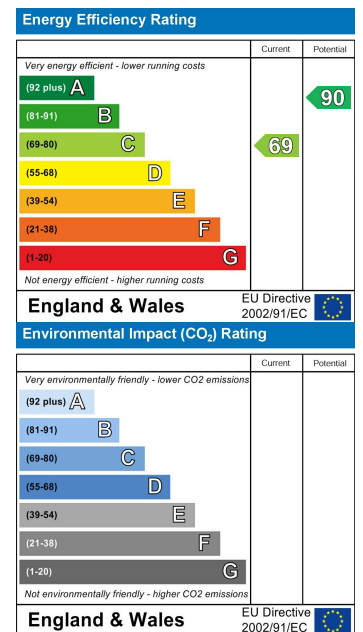 Energy Efficiency Rating
Current Potential
Very energy efficient - lower running costs
(92 plus) A
90
(81-91) B
(69-80) C
69
(55-68) D
(39-54) E
(21-38) F
(1-20) G
Not energy efficient - higher running costs
England & Wales
EU Directive
2002/91/EC
Environmental Impact (CO₂) Rating
Current Potential
Very environmentally friendly - lower CO2 emissions
(92 plus) A
(81-91) B
(69-80) C
(55-68) D
(39-54) E
(21-38) F
(1-20) G
Not environmentally friendly - higher CO2 emissions
England & Wales
EU Directive
2002/91/EC